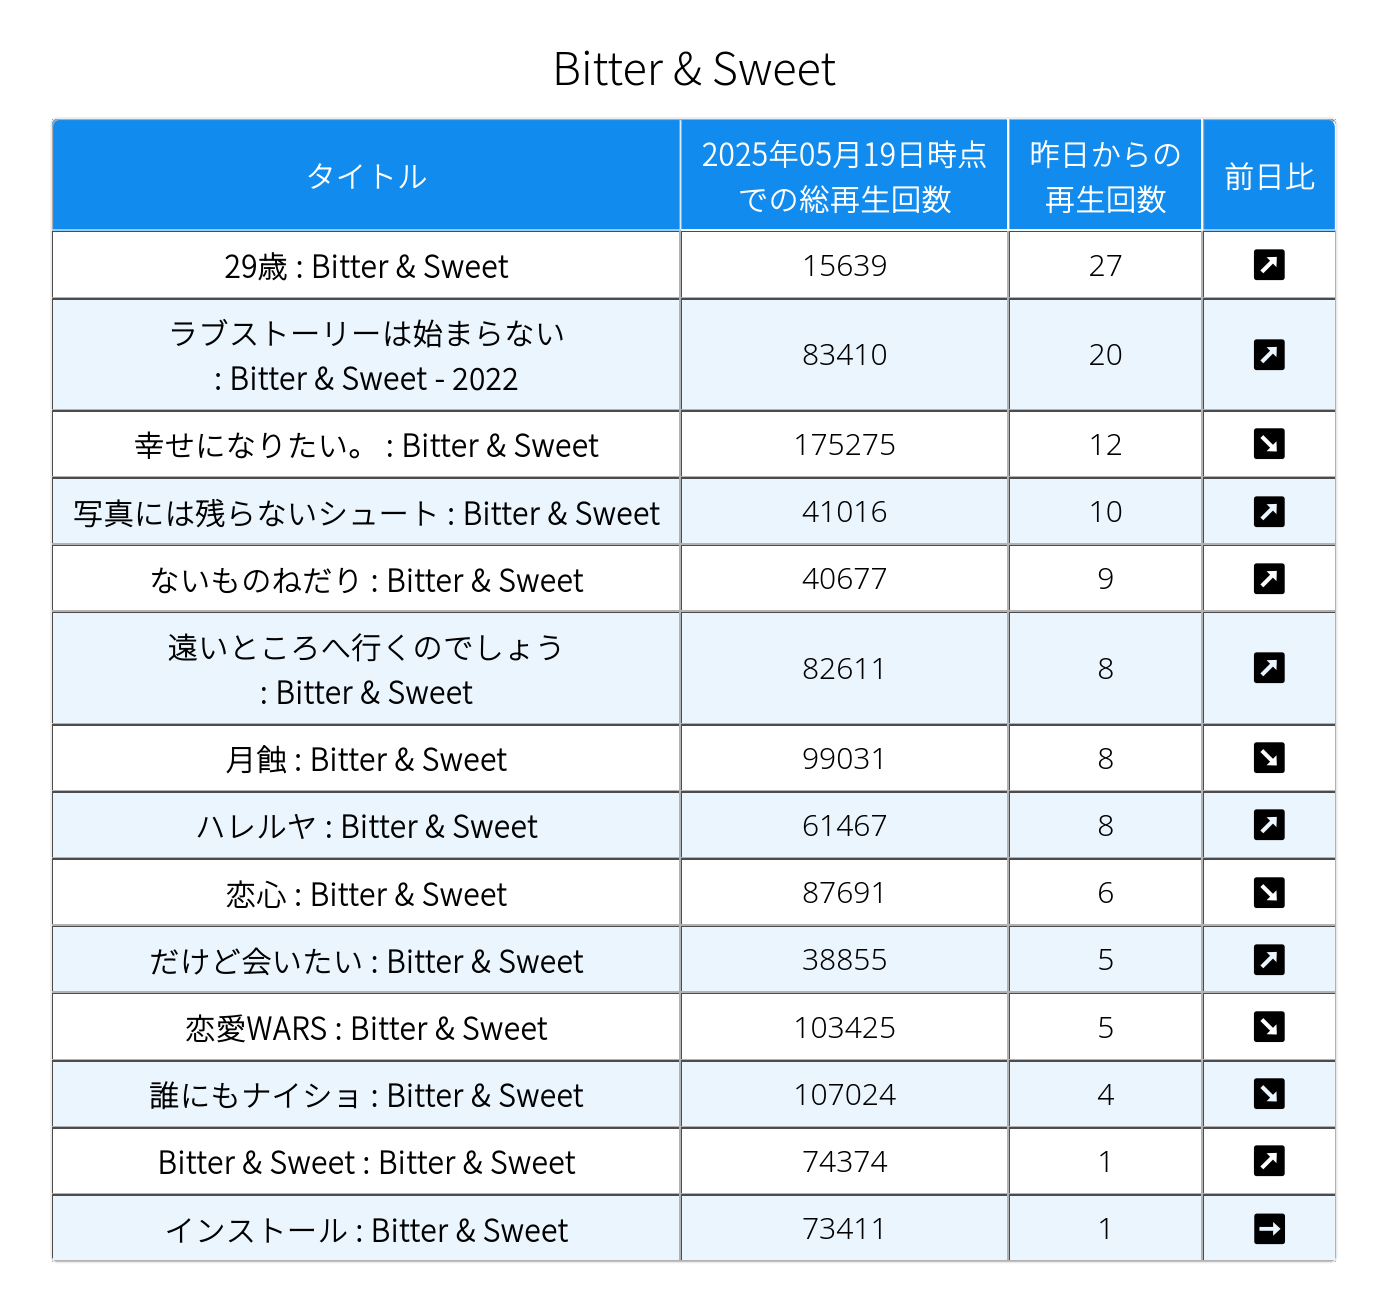 Bitter & Sweet
タイトル
2025年05月19日時点
での総再生回数
昨日からの
再生回数
前日比
29歳 : Bitter & Sweet
15639
27
ラブストーリーは始まらない
: Bitter & Sweet - 2022
83410
20
幸せになりたい。 : Bitter & Sweet
175275
12
写真には残らないシュート : Bitter & Sweet
41016
10
ないものねだり : Bitter & Sweet
40677
9
遠いところへ行くのでしょう
: Bitter & Sweet
82611
8
月蝕 : Bitter & Sweet
99031
8
ハレルヤ : Bitter & Sweet
61467
8
恋心 : Bitter & Sweet
87691
6
だけど会いたい : Bitter & Sweet
38855
5
恋愛WARS : Bitter & Sweet
103425
5
誰にもナイショ : Bitter & Sweet
107024
4
Bitter & Sweet : Bitter & Sweet
74374
1
インストール : Bitter & Sweet
73411
1